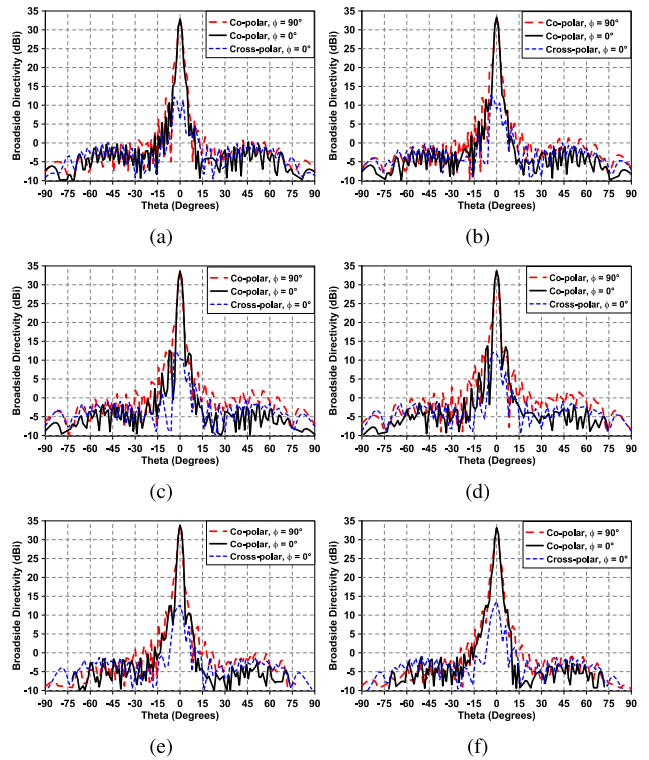 35
30
25
20
15
10
5
0
-5
-10
Broadside Directivity (dBi)
Co-polar, ϕ = 90°
Co-polar, ϕ = 0°
Cross-polar, ϕ = 0°
-90 -75 -60 -45 -30 -15 0 15 30 45 60 75 90
Theta (Degrees)
(a)
35
30
25
20
15
10
5
0
-5
-10
Broadside Directivity (dBi)
Co-polar, ϕ = 90°
Co-polar, ϕ = 0°
Cross-polar, ϕ = 0°
-90 -75 -60 -45 -30 -15 0 15 30 45 60 75 90
Theta (Degrees)
(b)
35
30
25
20
15
10
5
0
-5
-10
Broadside Directivity (dBi)
Co-polar, ϕ = 90°
Co-polar, ϕ = 0°
Cross-polar, ϕ = 0°
-90 -75 -60 -45 -30 -15 0 15 30 45 60 75 90
Theta (Degrees)
(c)
35
30
25
20
15
10
5
0
-5
-10
Broadside Directivity (dBi)
Co-polar, ϕ = 90°
Co-polar, ϕ = 0°
Cross-polar, ϕ = 0°
-90 -75 -60 -45 -30 -15 0 15 30 45 60 75 90
Theta (Degrees)
(d)
35
30
25
20
15
10
5
0
-5
-10
Broadside Directivity (dBi)
Co-polar, ϕ = 90°
Co-polar, ϕ = 0°
Cross-polar, ϕ = 0°
-90 -75 -60 -45 -30 -15 0 15 30 45 60 75 90
Theta (Degrees)
(e)
35
30
25
20
15
10
5
0
-5
-10
Broadside Directivity (dBi)
Co-polar, ϕ = 90°
Co-polar, ϕ = 0°
Cross-polar, ϕ = 0°
-90 -75 -60 -45 -30 -15 0 15 30 45 60 75 90
Theta (Degrees)
(f)